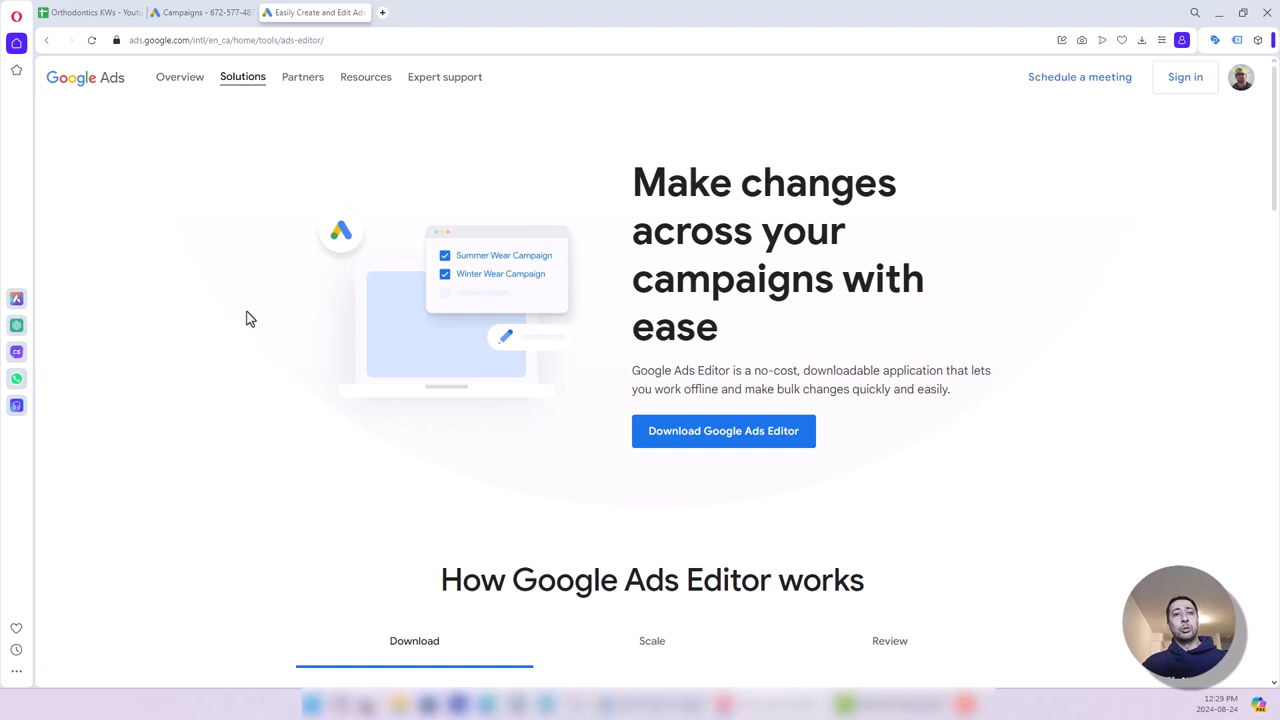 Orthodontics KWs - Youtu
Campaigns - 672-577-48
Easily Create and Edit Ads
ads.google.com/intl/en_ca/home/tools/ads-editor/
Google Ads
Overview
Solutions
Partners
Resources
Expert support
Schedule a meeting
Sign in
Summer Wear Campaign
Winter Wear Campaign
Make changes
across your
campaigns with
ease
Google Ads Editor is a no-cost, downloadable application that lets
you work offline and make bulk changes quickly and easily.
Download Google Ads Editor
How Google Ads Editor works
Download
Scale
Review
12:29 PM
2024-08-24